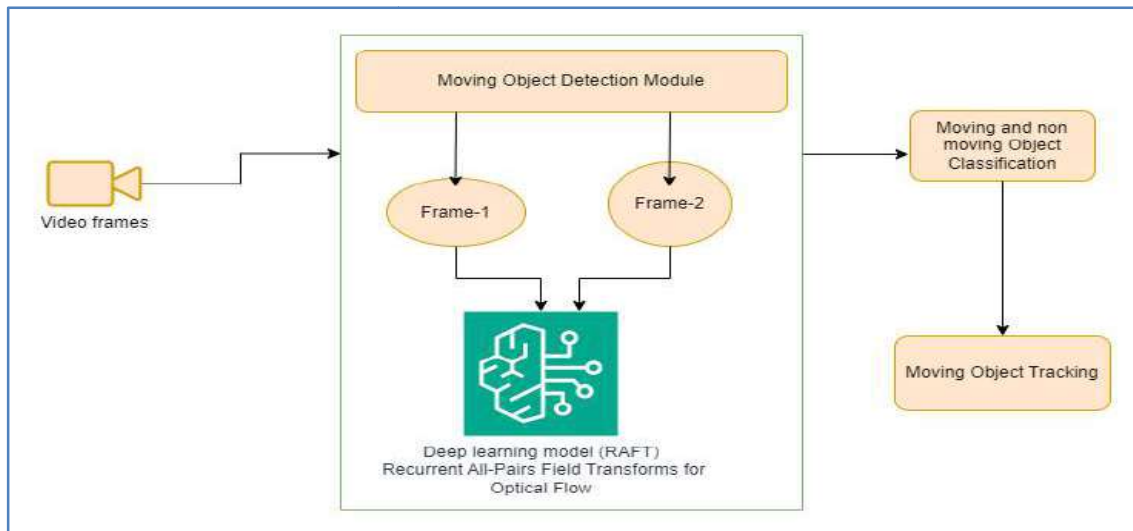 Moving Object Detection Module
Video frames
Frame-1
Frame-2
Deep learning model (RAFT)
Recurrent All-Pairs Field Transforms for
Optical Flow
Moving and non
moving Object
Classification
Moving Object Tracking